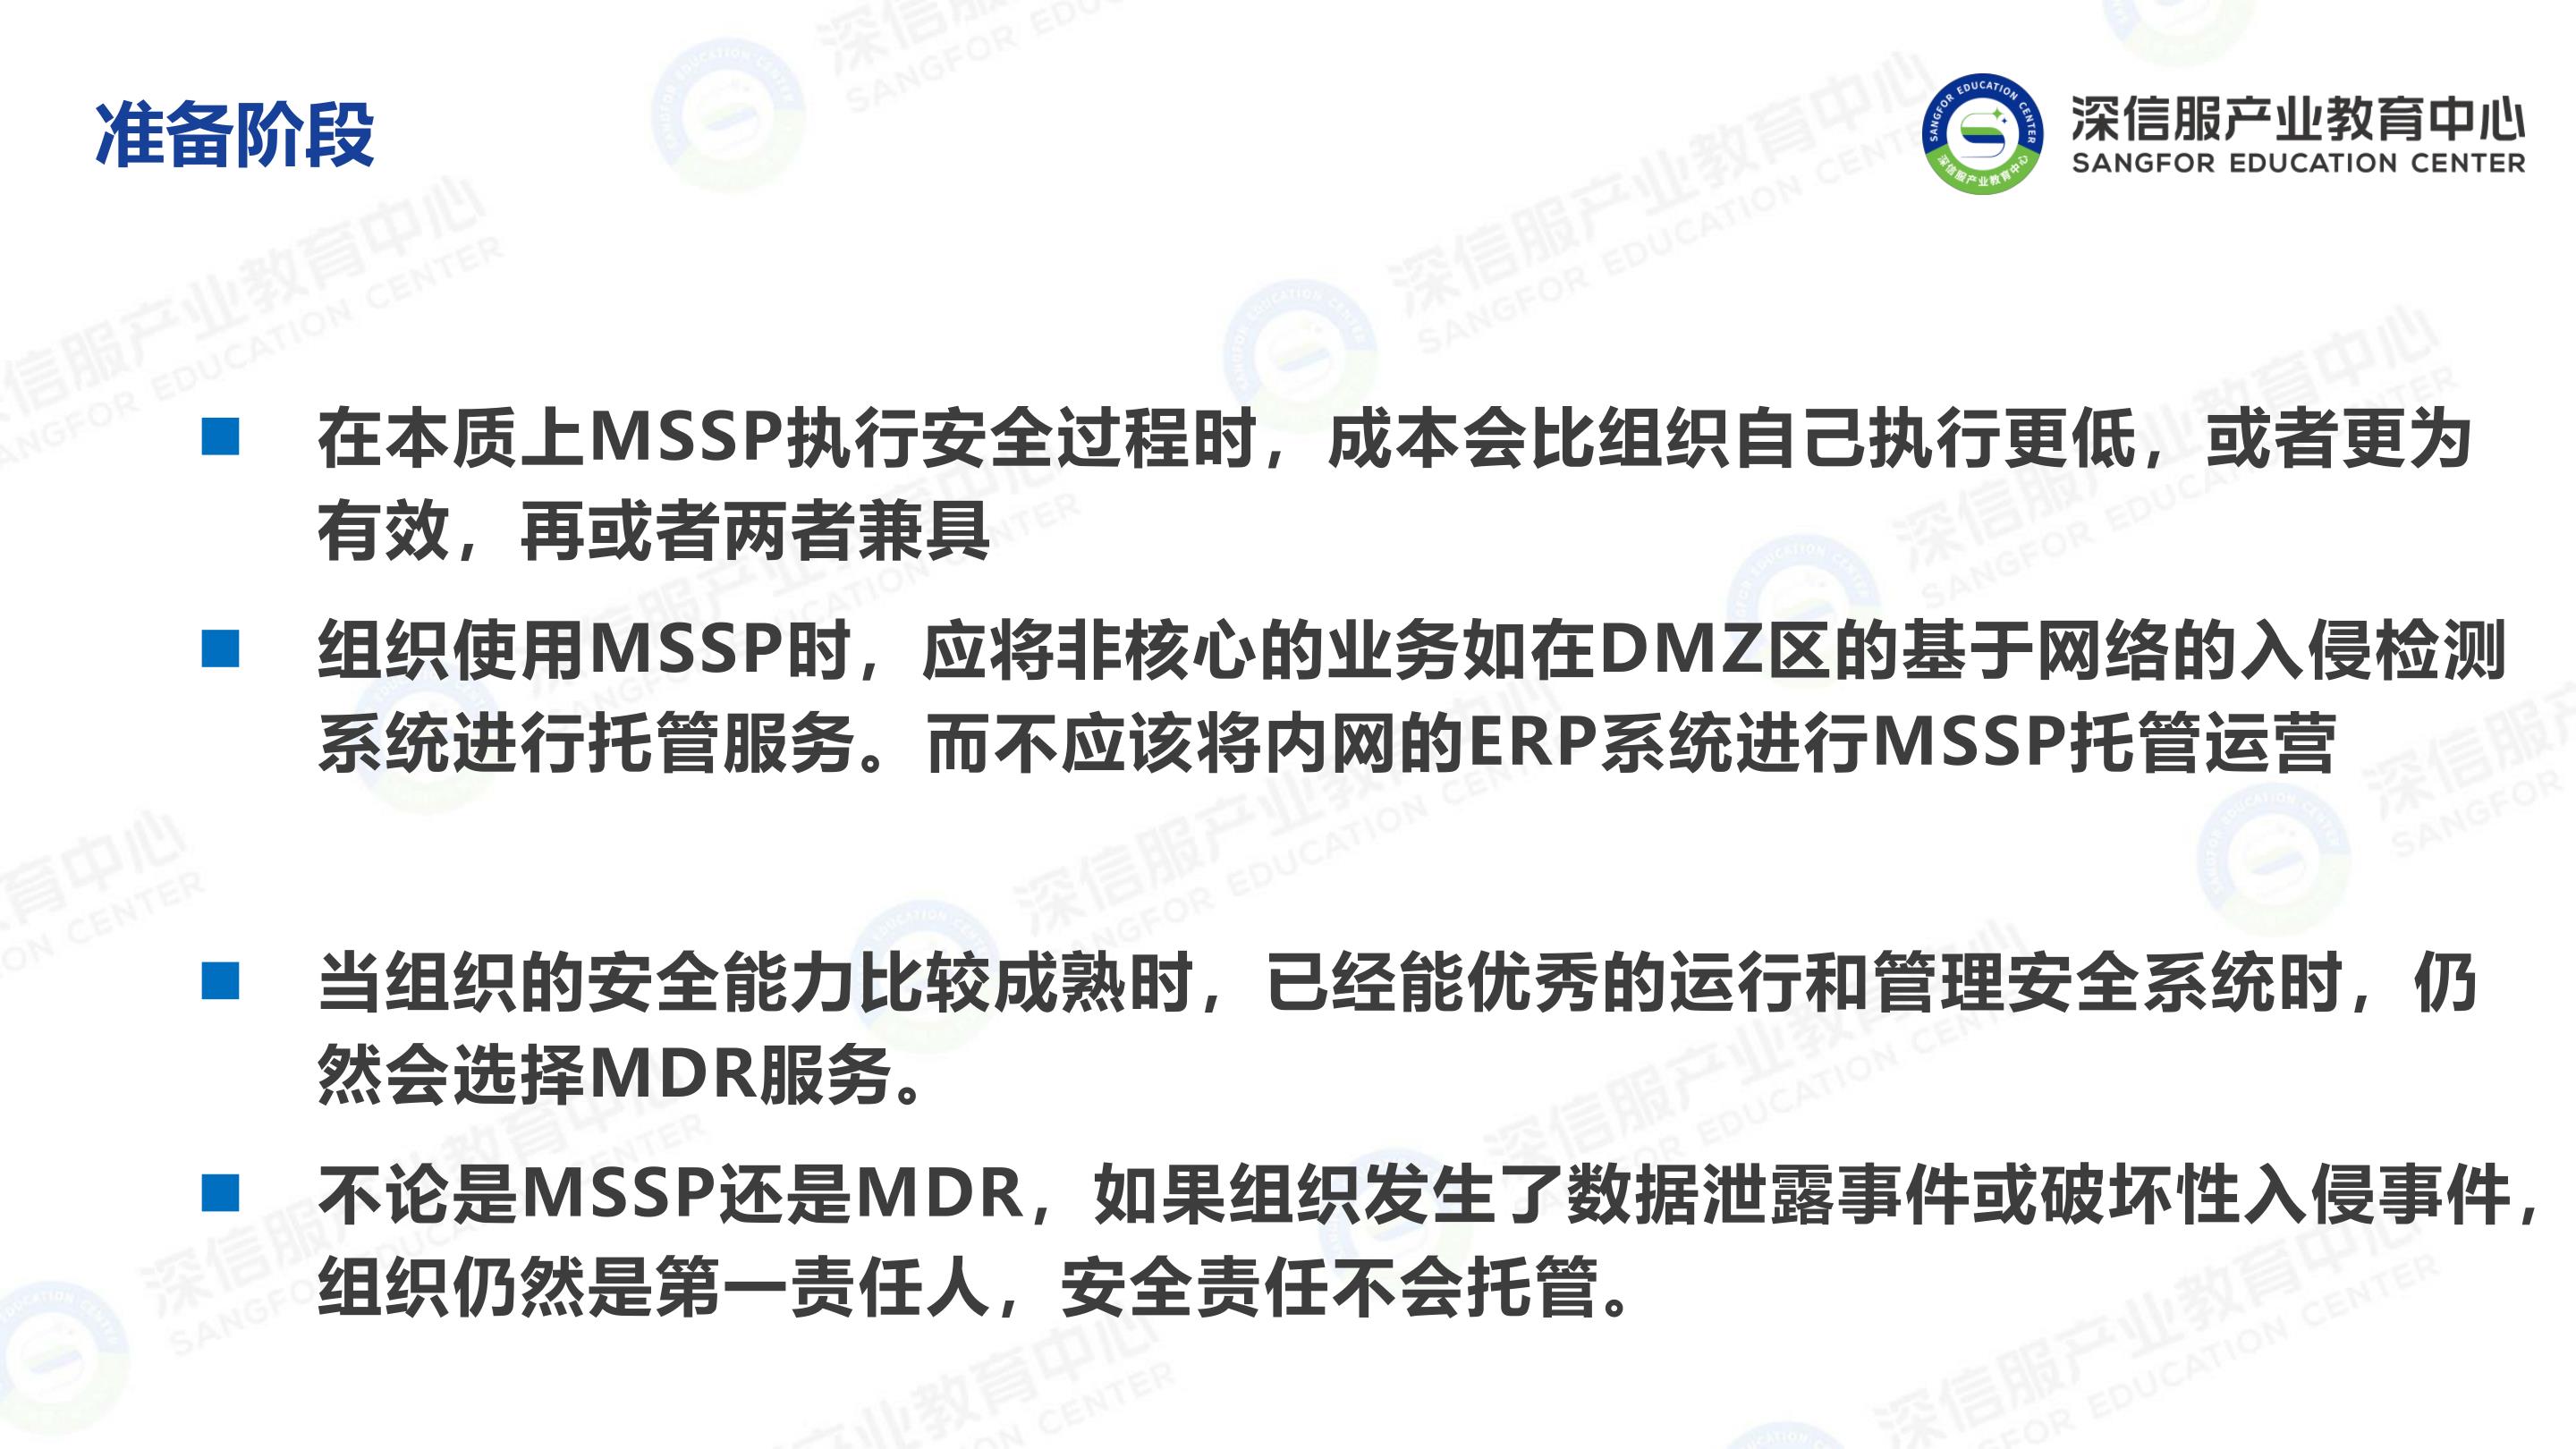 准备阶段
深信服产业教育中心
SANGFOR EDUCATION CENTER
在本质上MSSP执行安全过程时，成本会比组织自己执行更低，或者更为
有效，再或者两者兼具
组织使用MSSP时，应将非核心的业务如在DMZ区的基于网络的入侵检测
系统进行托管服务。而不应该将内网的ERP系统进行MSSP托管运营
当组织的安全能力比较成熟时，已经能优秀的运行和管理安全系统时，仍
然会选择MDR服务。
不论是MSSP还是MDR，如果组织发生了数据泄露事件或破坏性入侵事件，
组织仍然是第一责任人，安全责任不会托管。